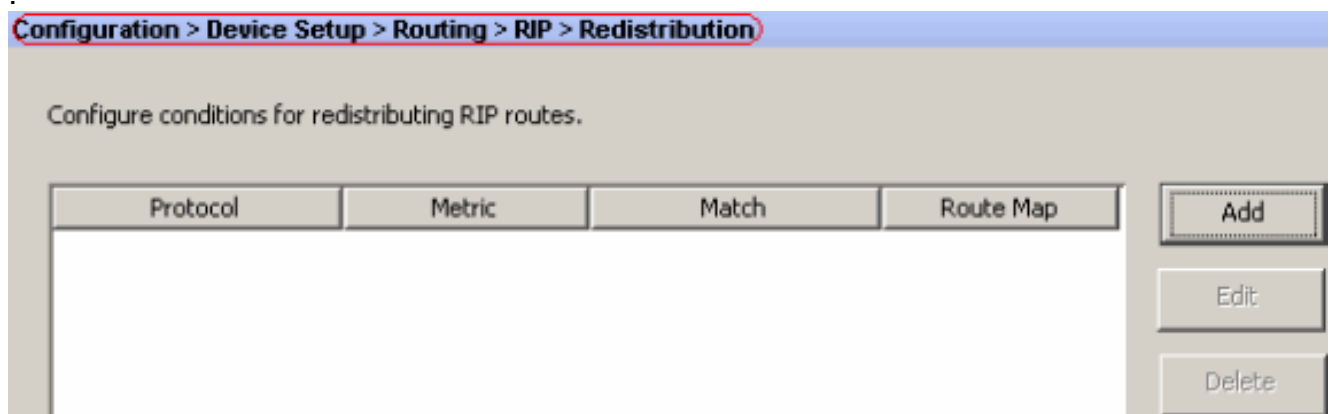 .
Configuration > Device Setup > Routing > RIP > Redistribution
Configure conditions for redistributing RIP routes.
Protocol Metric Match Route Map
Add
Edit
Delete